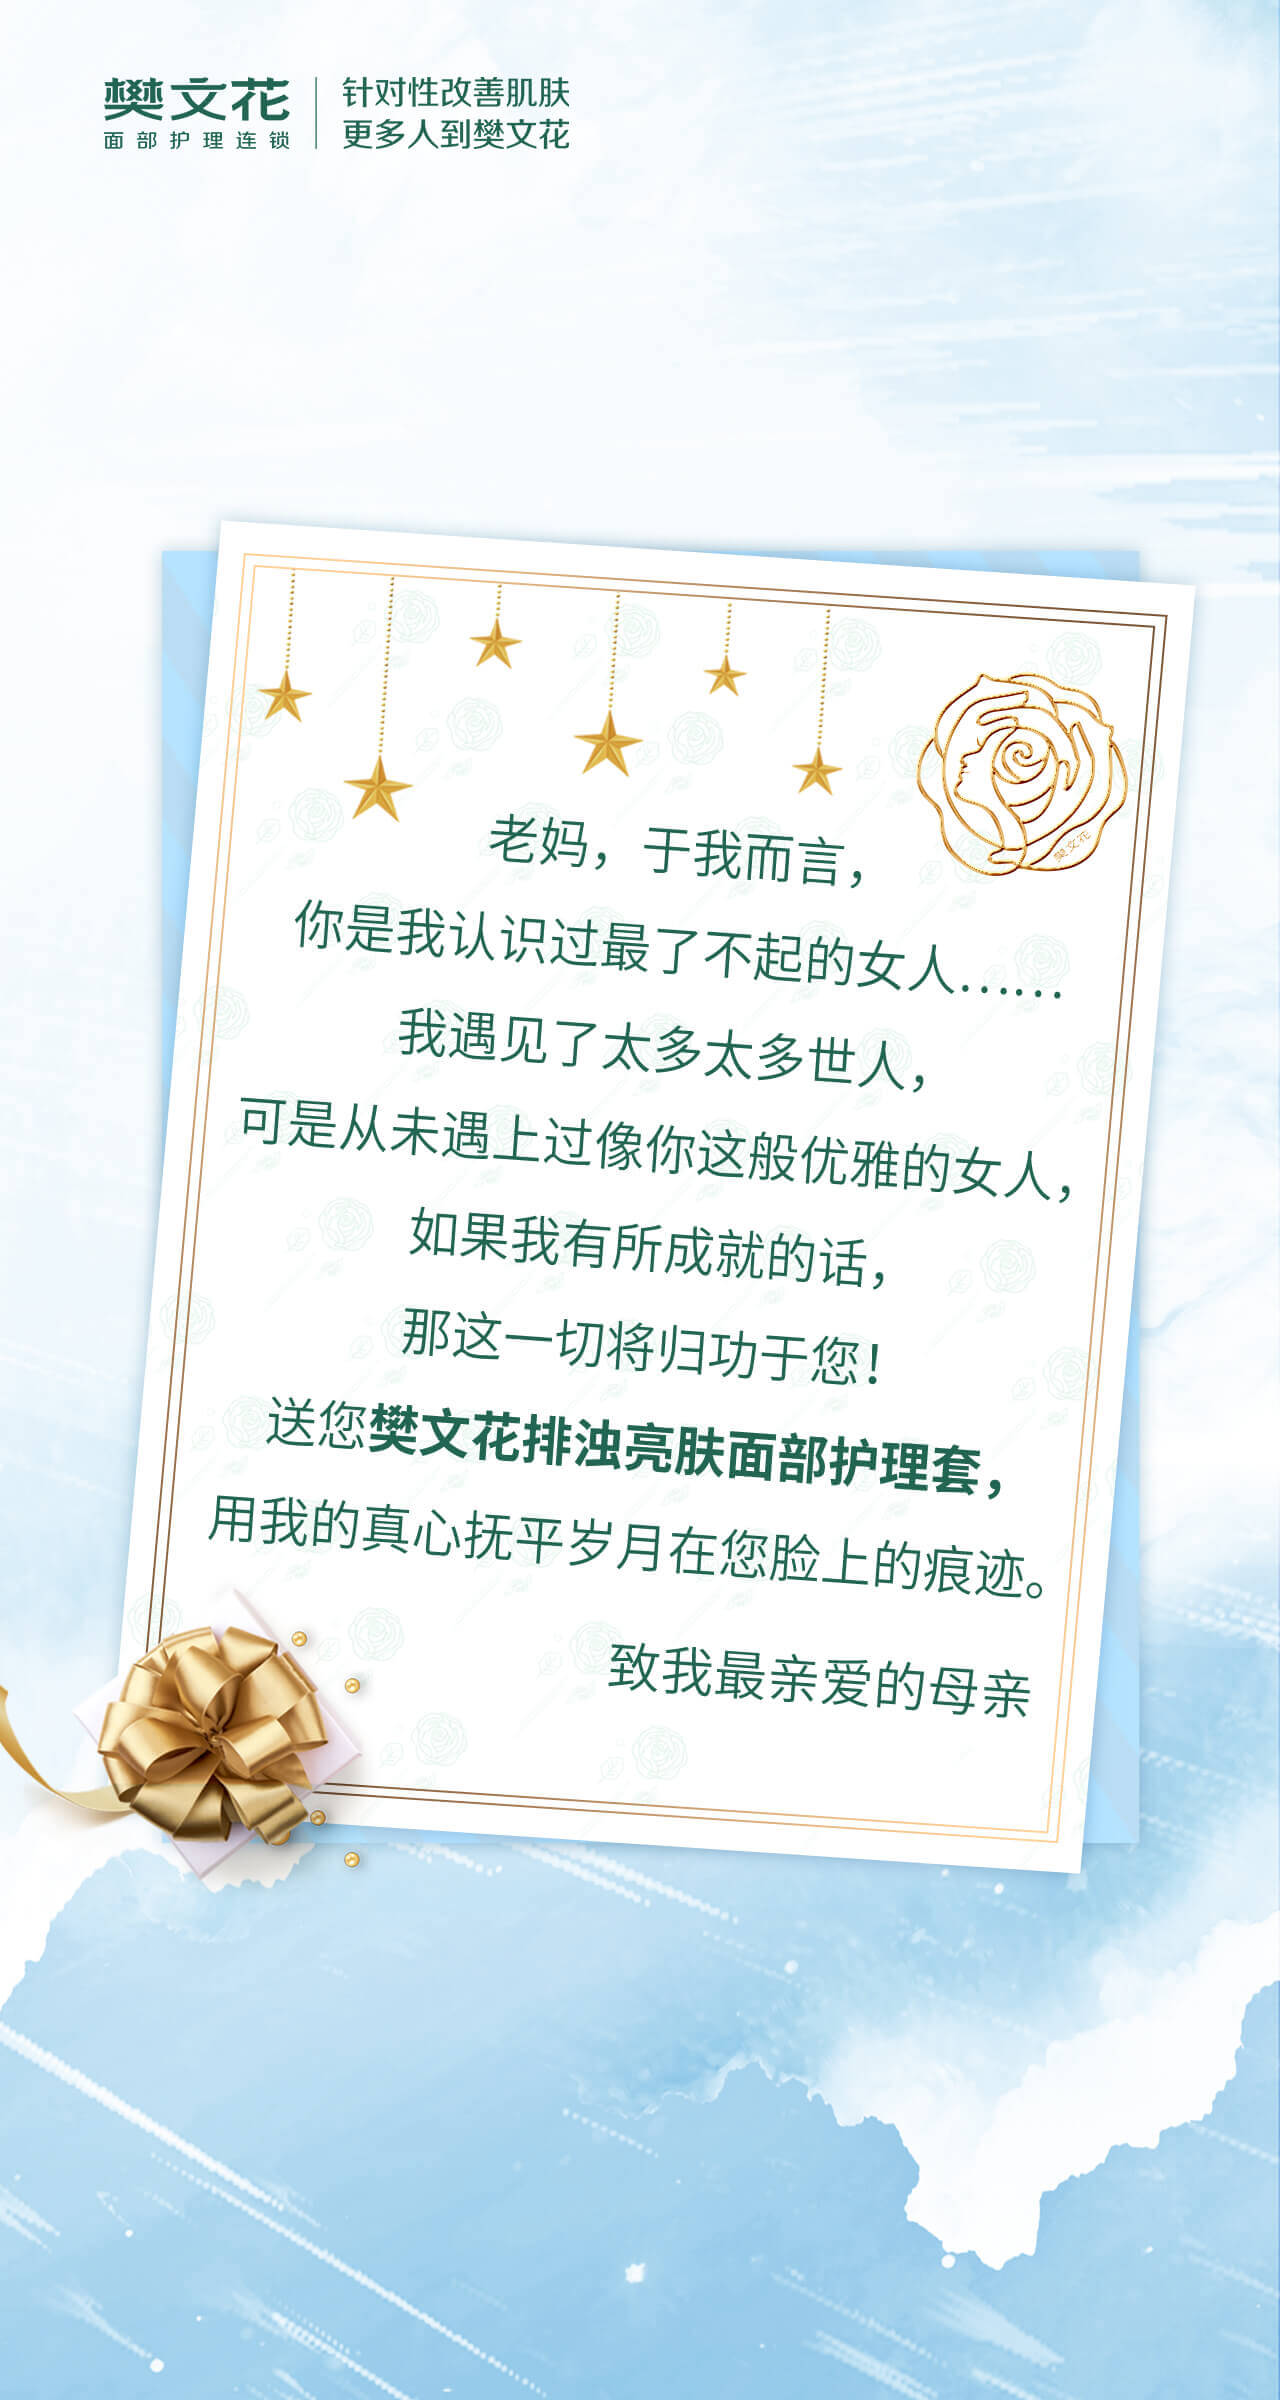 樊文花
面部护理连锁
针对性改善肌肤
更多人到樊文花
樊文花
老妈，于我而言，
你是我认识过最了不起的女人……
我遇见了太多太多世人，
可是从未遇上过像你这般优雅的女人，
如果我有所成就的话，
那这一切将归功于您！
送您樊文花排浊亮肤面部护理套，
用我的真心抚平岁月在您脸上的痕迹。
致我最亲爱的母亲